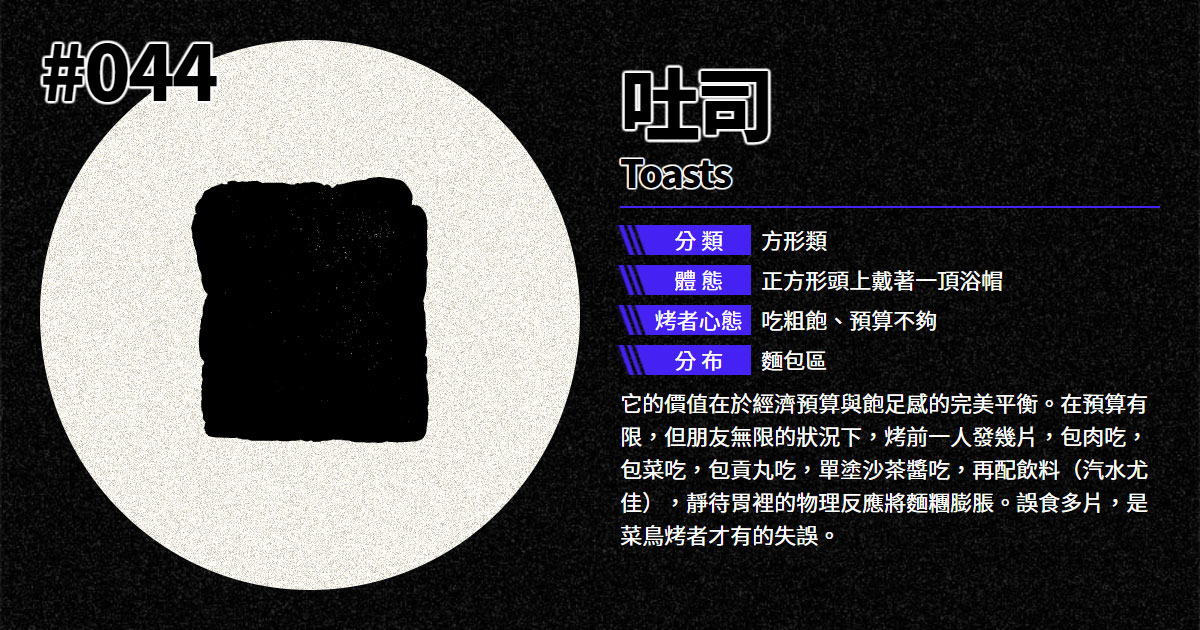 #044
吐司
Toasts
分類 方形類
體態 正方形頭上戴著一頂浴帽
烤者心態 吃粗飽、預算不夠
分布 麵包區
它的價值在於經濟預算與飽足感的完美平衡。在預算有
限,但朋友無限的狀況下,烤前一人發幾片,包肉吃,
包菜吃,包貢丸吃,單塗沙茶醬吃,再配飲料（汽水尤
佳）,靜待胃裡的物理反應將麵糰膨脹。誤食多片,是
菜鳥烤者才有的失誤。